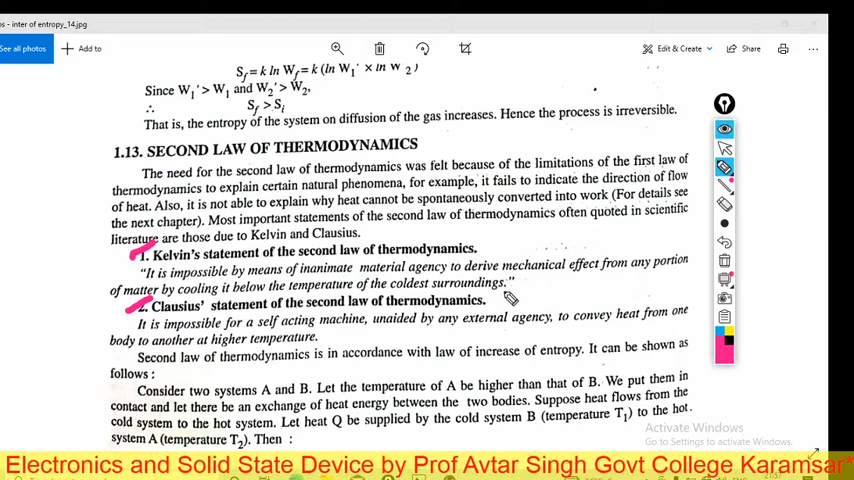 s - inter of entropy_14.jpg
See all photos
Add to
Edit & Create
Share
S_f = k ln W_f = k (ln W_1' × ln W_2')
Since W_1' > W_1 and W_2' > W_2,
∴ S_f > S_i
That is, the entropy of the system on diffusion of the gas increases. Hence the process is irreversible.
1.13. SECOND LAW OF THERMODYNAMICS
The need for the second law of thermodynamics was felt because of the limitations of the first law of
thermodynamics to explain certain natural phenomena, for example, it fails to indicate the direction of flow
of heat. Also, it is not able to explain why heat cannot be spontaneously converted into work (For details see
the next chapter). Most important statements of the second law of thermodynamics often quoted in scientific
literature are those due to Kelvin and Clausius.
1. Kelvin's statement of the second law of thermodynamics.
"It is impossible by means of inanimate material agency to derive mechanical effect from any portion
of matter by cooling it below the temperature of the coldest surroundings."
2. Clausius' statement of the second law of thermodynamics.
It is impossible for a self acting machine, unaided by any external agency, to convey heat from one
body to another at higher temperature.
Second law of thermodynamics is in accordance with law of increase of entropy. It can be shown as
follows :
Consider two systems A and B. Let the temperature of A be higher than that of B. We put them in
contact and let there be an exchange of heat energy between the two bodies. Suppose heat flows from the
cold system to the hot system. Let heat Q be supplied by the cold system B (temperature T_1) to the hot
system A (temperature T_2). Then :
Activate Windows
Go to Settings to activate Windows.
Electronics and Solid State Device by Prof Avtar Singh Govt College Karamsar*